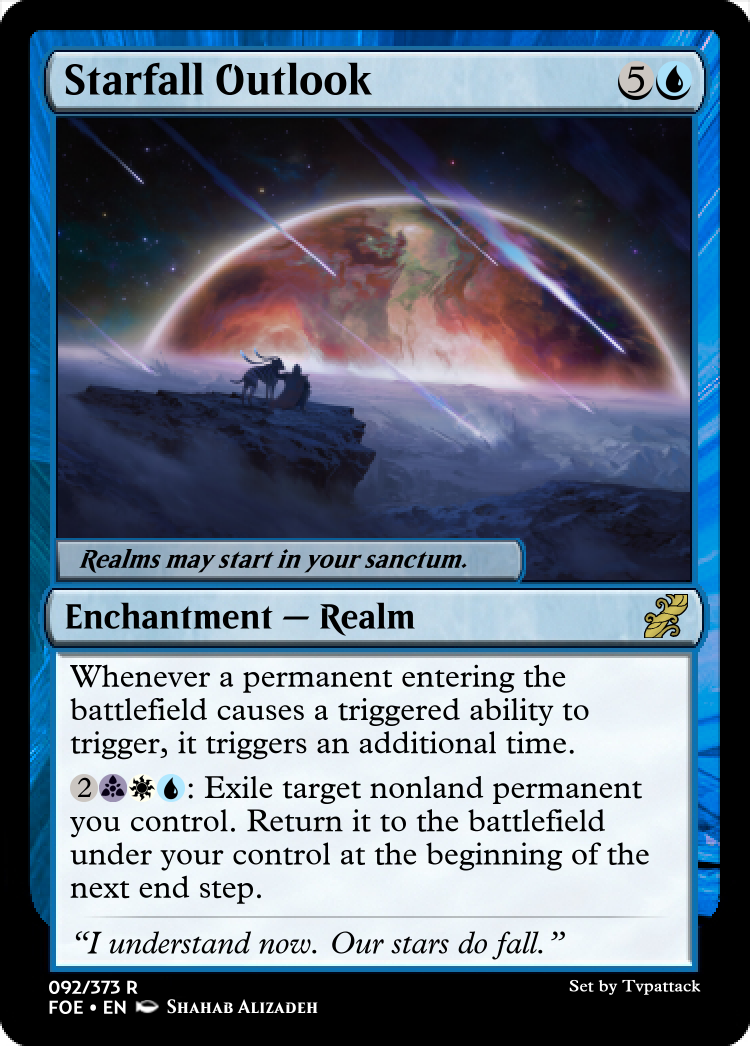 Starfall Outlook 5
Realms may start in your sanctum.
Enchantment — Realm
Whenever a permanent entering the
battlefield causes a triggered ability to
trigger, it triggers an additional time.
2 : Exile target nonland permanent
you control. Return it to the battlefield
under your control at the beginning of the
next end step.
“I understand now. Our stars do fall.”
092/373 R
Set by Tvpattack
FOE • EN Shahab Alizadeh